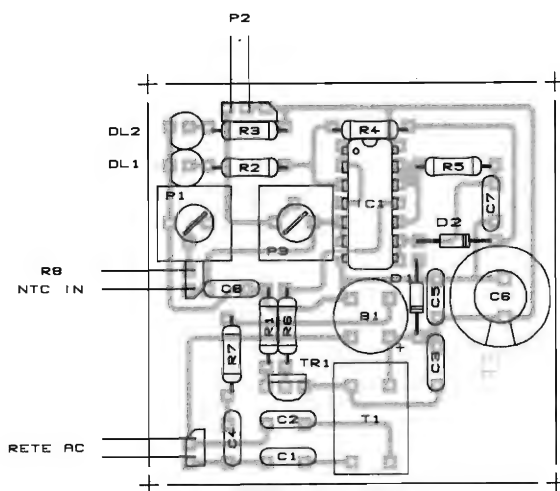 P2
DL2
R3
R4
DL1
R2
R5
P1
C1
C7
P3
D2
R8
NTC IN
C8
D1
C5
C6
R1
R6
B1
+
R7
TR1
C3
C4
C2
T1
RETE AC
C1